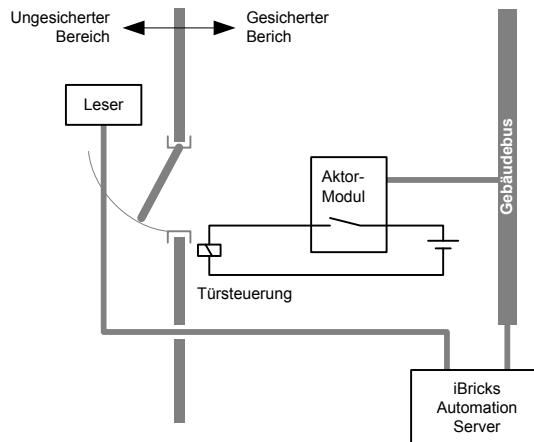 Ungesicherter
Bereich
Gesicherter
Berich
Leser
Aktor-
Modul
Gebäudebus
Türsteuerung
iBricks
Automation
Server